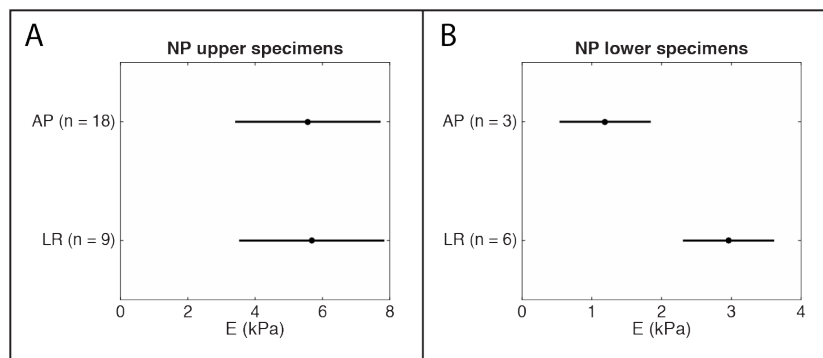 A
NP upper specimens
AP (n = 18)
LR (n = 9)
0 2 4 6 8
E (kPa)
B
NP lower specimens
AP (n = 3)
LR (n = 6)
0 1 2 3 4
E (kPa)